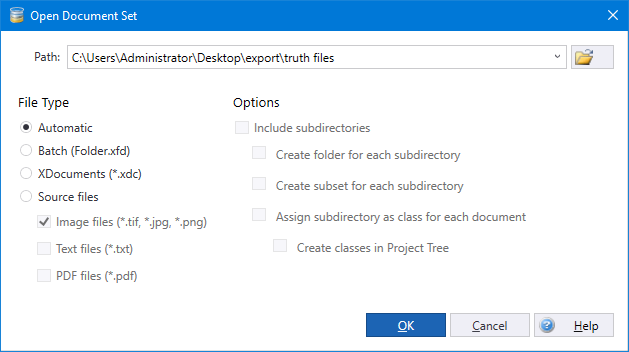 Open Document Set
Path: C:\Users\Administrator\Desktop\export\truth files
File Type
Automatic
Batch (Folder.xfd)
XDocuments (*.xdc)
Source files
Image files (*.tif, *.jpg, *.png)
Text files (*.txt)
PDF files (*.pdf)
Options
Include subdirectories
Create folder for each subdirectory
Create subset for each subdirectory
Assign subdirectory as class for each document
Create classes in Project Tree
OK
Cancel
Help